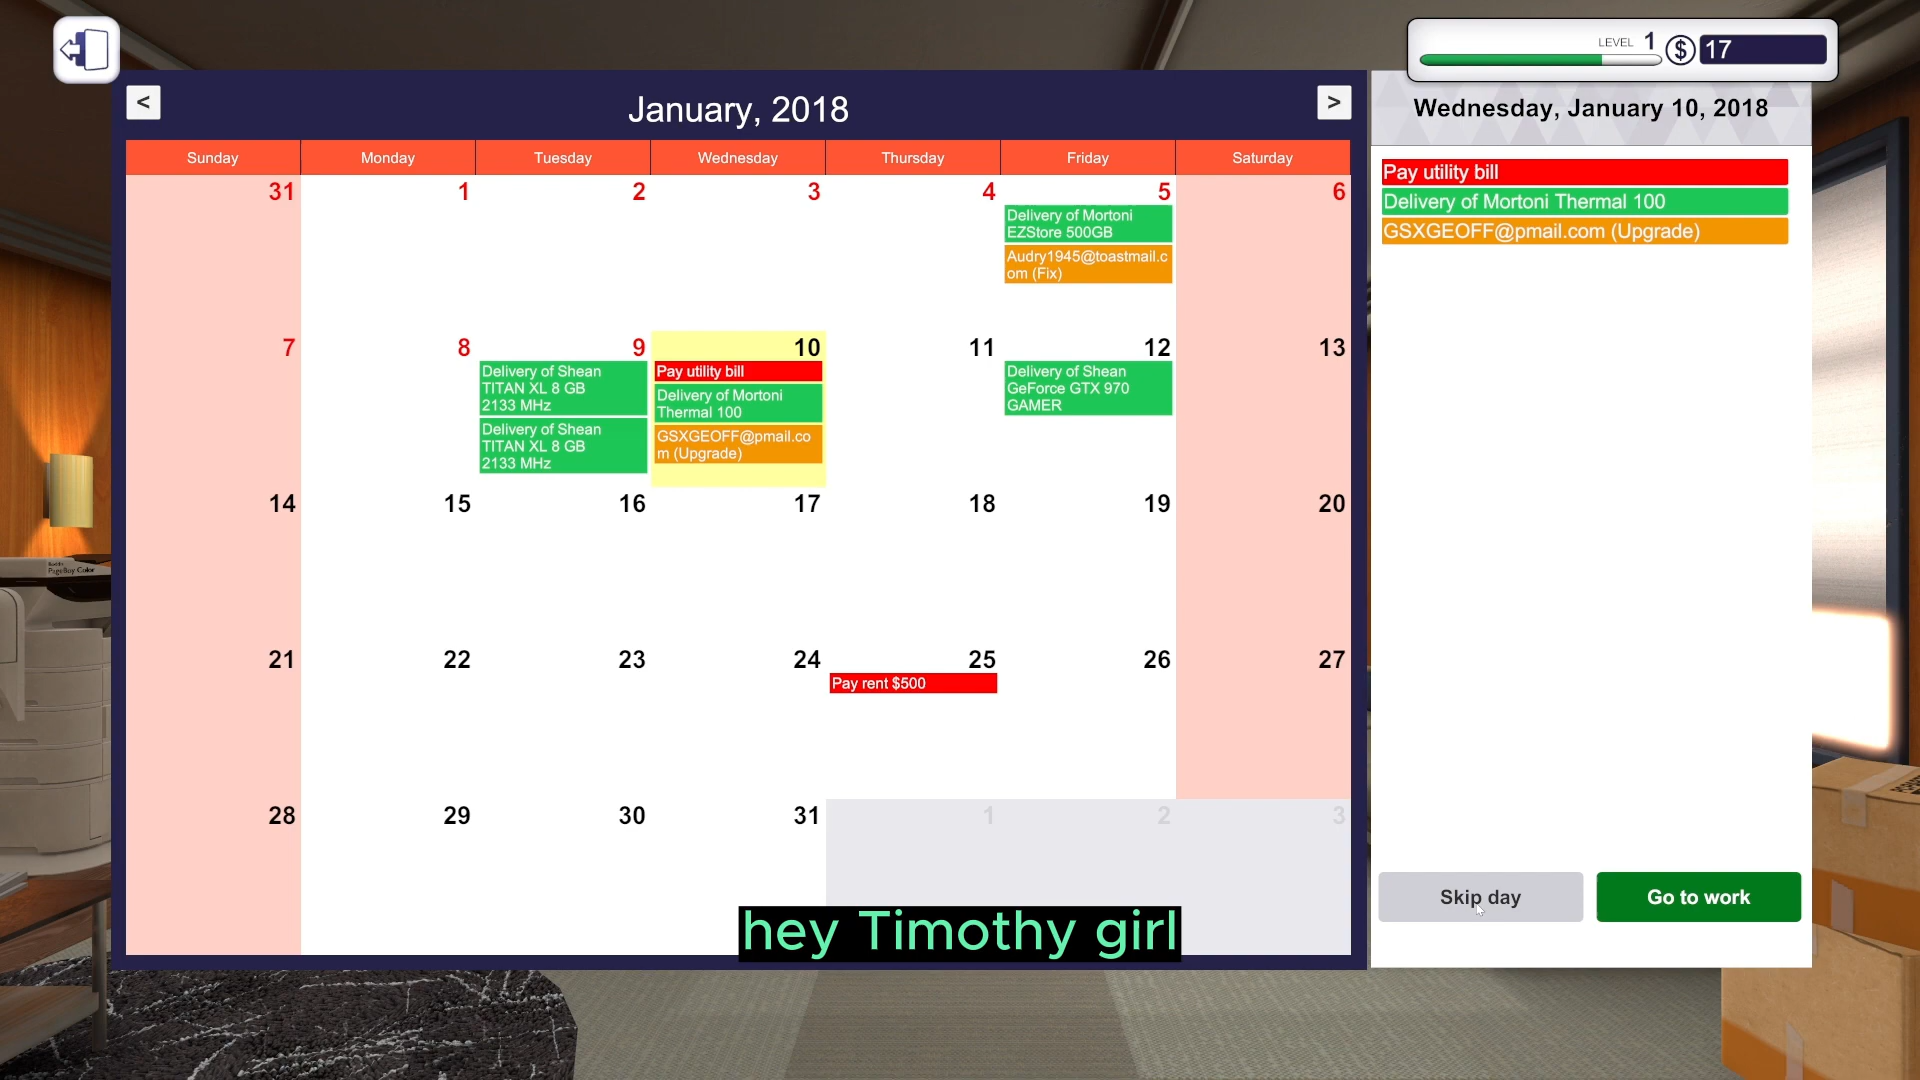 LEVEL 1 $ 17
< January, 2018 >
Wednesday, January 10, 2018
Sunday Monday Tuesday Wednesday Thursday Friday Saturday
31 1 2 3 4 5 6
Delivery of Mortoni
EZStore 500GB
Audry1945@toastmail.c
om (Fix)
7 8 9 10 11 12 13
Delivery of Shean
TITAN XL 8 GB
2133 MHz
Delivery of Shean
TITAN XL 8 GB
2133 MHz
Pay utility bill
Delivery of Mortoni
Thermal 100
GSXGEOFF@pmail.co
m (Upgrade)
Delivery of Shean
GeForce GTX 970
GAMER
14 15 16 17 18 19 20
21 22 23 24 25 26 27
Pay rent $500
28 29 30 31 1 2 3
Pay utility bill
Delivery of Mortoni Thermal 100
GSXGEOFF@pmail.com (Upgrade)
Skip day
Go to work
hey Timothy girl
PageBoy Color